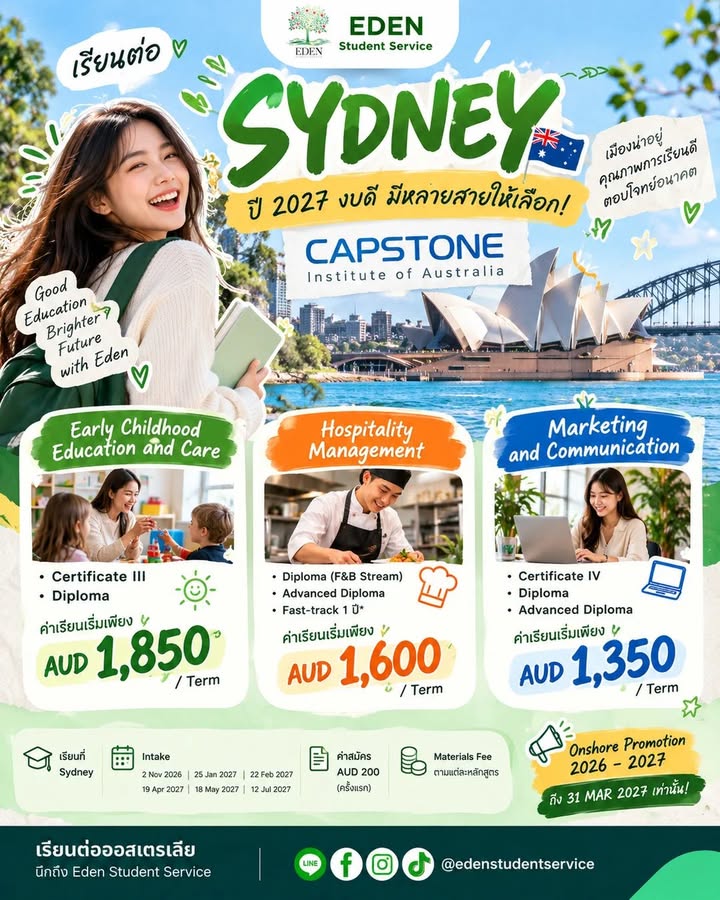 EDEN
EDEN
Student Service
เรียนต่อ
SYDNEY
ปี 2027 งบดี มีหลายสายให้เลือก!
เมืองน่าอยู่
คุณภาพการเรียนดี
ตอบโจทย์อนาคต
CAPSTONE
Institute of Australia
Good
Education
Brighter
Future
with Eden
Early Childhood
Education and Care
• Certificate III
• Diploma
ค่าเรียนเริ่มเพียง
AUD 1,850
/ Term
Hospitality
Management
• Diploma (F&B Stream)
• Advanced Diploma
• Fast-track 1 ปี*
ค่าเรียนเริ่มเพียง
AUD 1,600
/ Term
Marketing
and Communication
• Certificate IV
• Diploma
• Advanced Diploma
ค่าเรียนเริ่มเพียง
AUD 1,350
/ Term
เรียนที่
Sydney
Intake
2 Nov 2026 | 25 Jan 2027 | 22 Feb 2027
19 Apr 2027 | 18 May 2027 | 12 Jul 2027
ค่าสมัคร
AUD 200
(ครั้งแรก)
Materials Fee
ตามแต่ละหลักสูตร
Onshore Promotion
2026 – 2027
ถึง 31 MAR 2027 เท่านั้น!
เรียนต่อออสเตรเลีย
นึกถึง Eden Student Service
LINE
@edenstudentservice